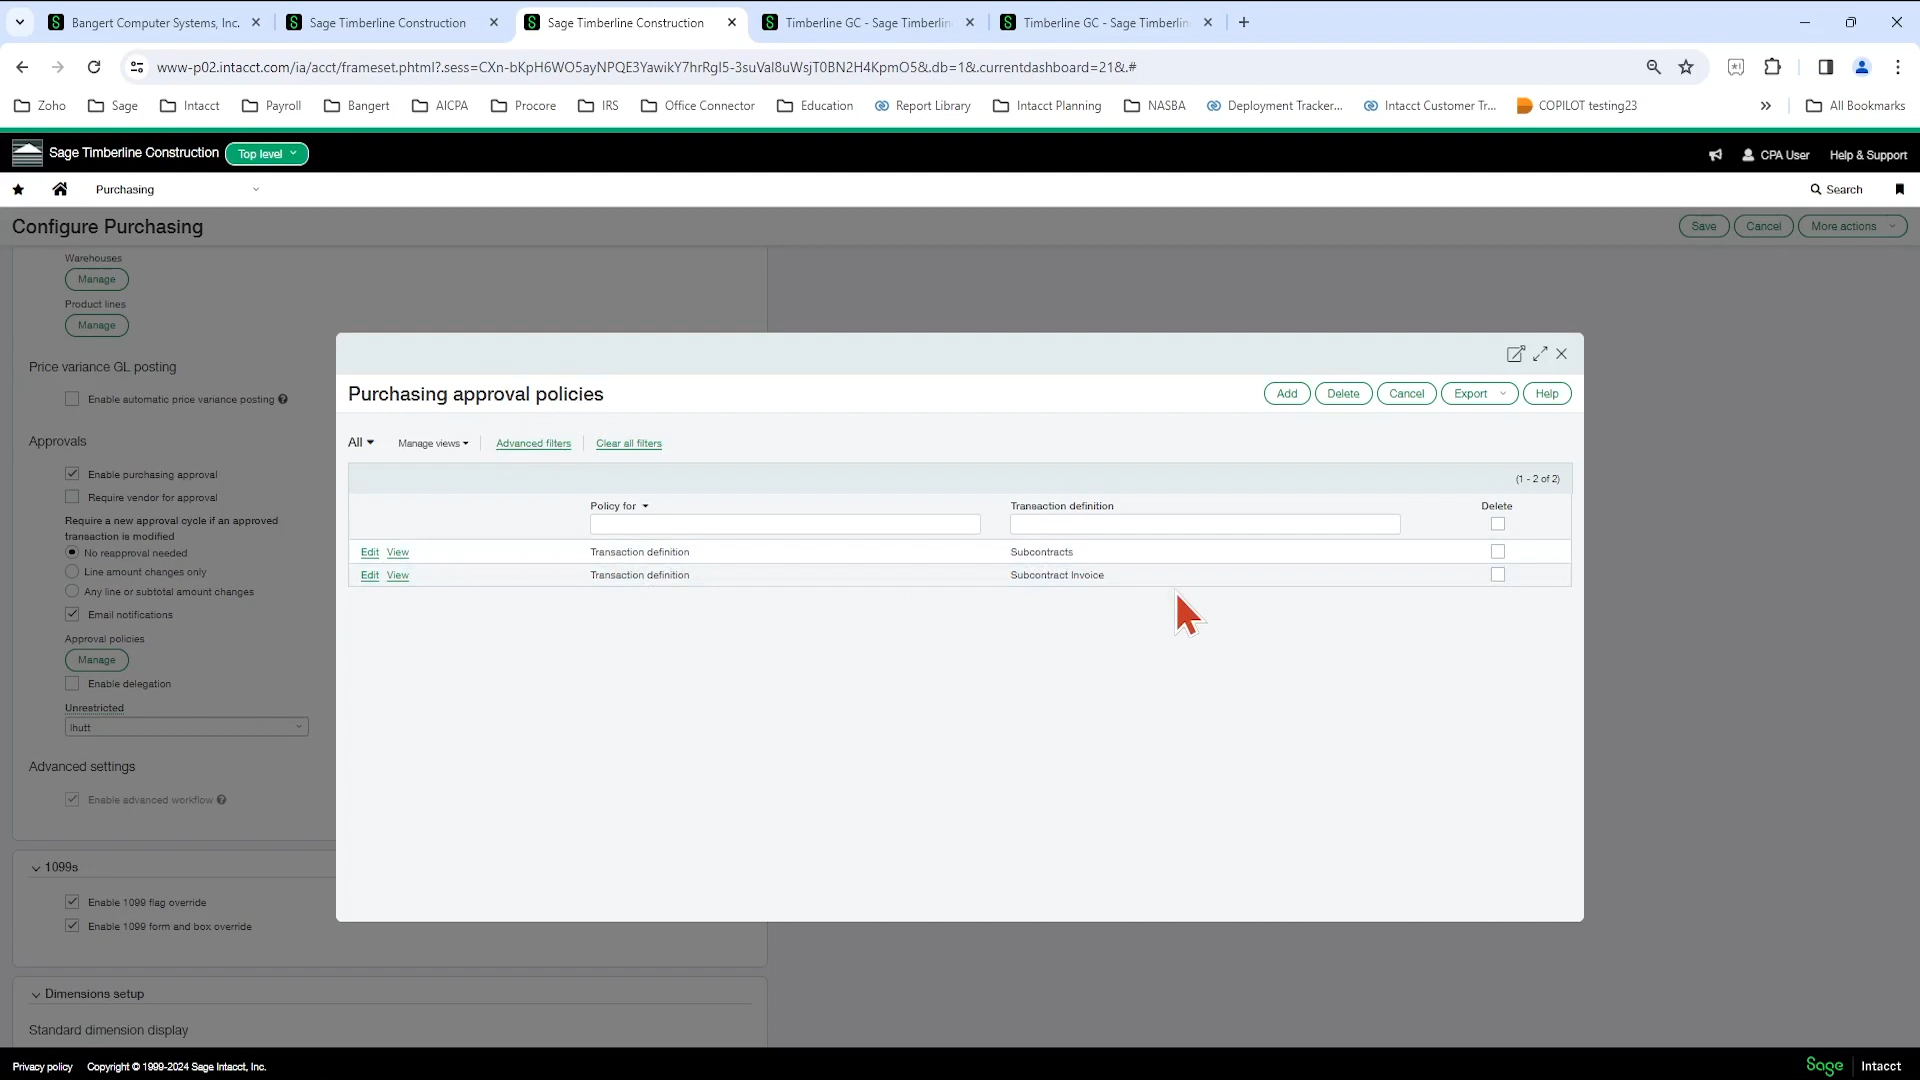 Bangert Computer Systems, Inc.
Sage Timberline Construction
Sage Timberline Construction
Timberline GC - Sage Timberlin
Timberline GC - Sage Timberlin
www-p02.intacct.com/ia/acct/frameset.phtml?.sess=CXn-bKpH6WO5ayNPQE3YawikY7hrRgI5-3suVal8uWsjT0BN2H4KpmO5&.db=1&.currentdashboard=21&.#
Zoho
Sage
Intacct
Payroll
Bangert
AICPA
Procore
IRS
Office Connector
Education
Report Library
Intacct Planning
NASBA
Deployment Tracker...
Intacct Customer Tr...
COPILOT testing23
All Bookmarks
Sage Timberline Construction
Top level
CPA User
Help & Support
Purchasing
Search
Configure Purchasing
Save
Cancel
More actions
Warehouses
Manage
Product lines
Manage
Price variance GL posting
Enable automatic price variance posting
Approvals
Enable purchasing approval
Require vendor for approval
Require a new approval cycle if an approved
transaction is modified
No reapproval needed
Line amount changes only
Any line or subtotal amount changes
Email notifications
Approval policies
Manage
Enable delegation
Unrestricted
lhutt
Advanced settings
Enable advanced workflow
1099s
Enable 1099 flag override
Enable 1099 form and box override
Dimensions setup
Standard dimension display
Purchasing approval policies
Add
Delete
Cancel
Export
Help
All
Manage views
Advanced filters
Clear all filters
(1 - 2 of 2)
Policy for
Transaction definition
Delete
Edit View Transaction definition Subcontracts
Edit View Transaction definition Subcontract Invoice
Privacy policy
Copyright © 1999-2024 Sage Intacct, Inc.
Sage
Intacct